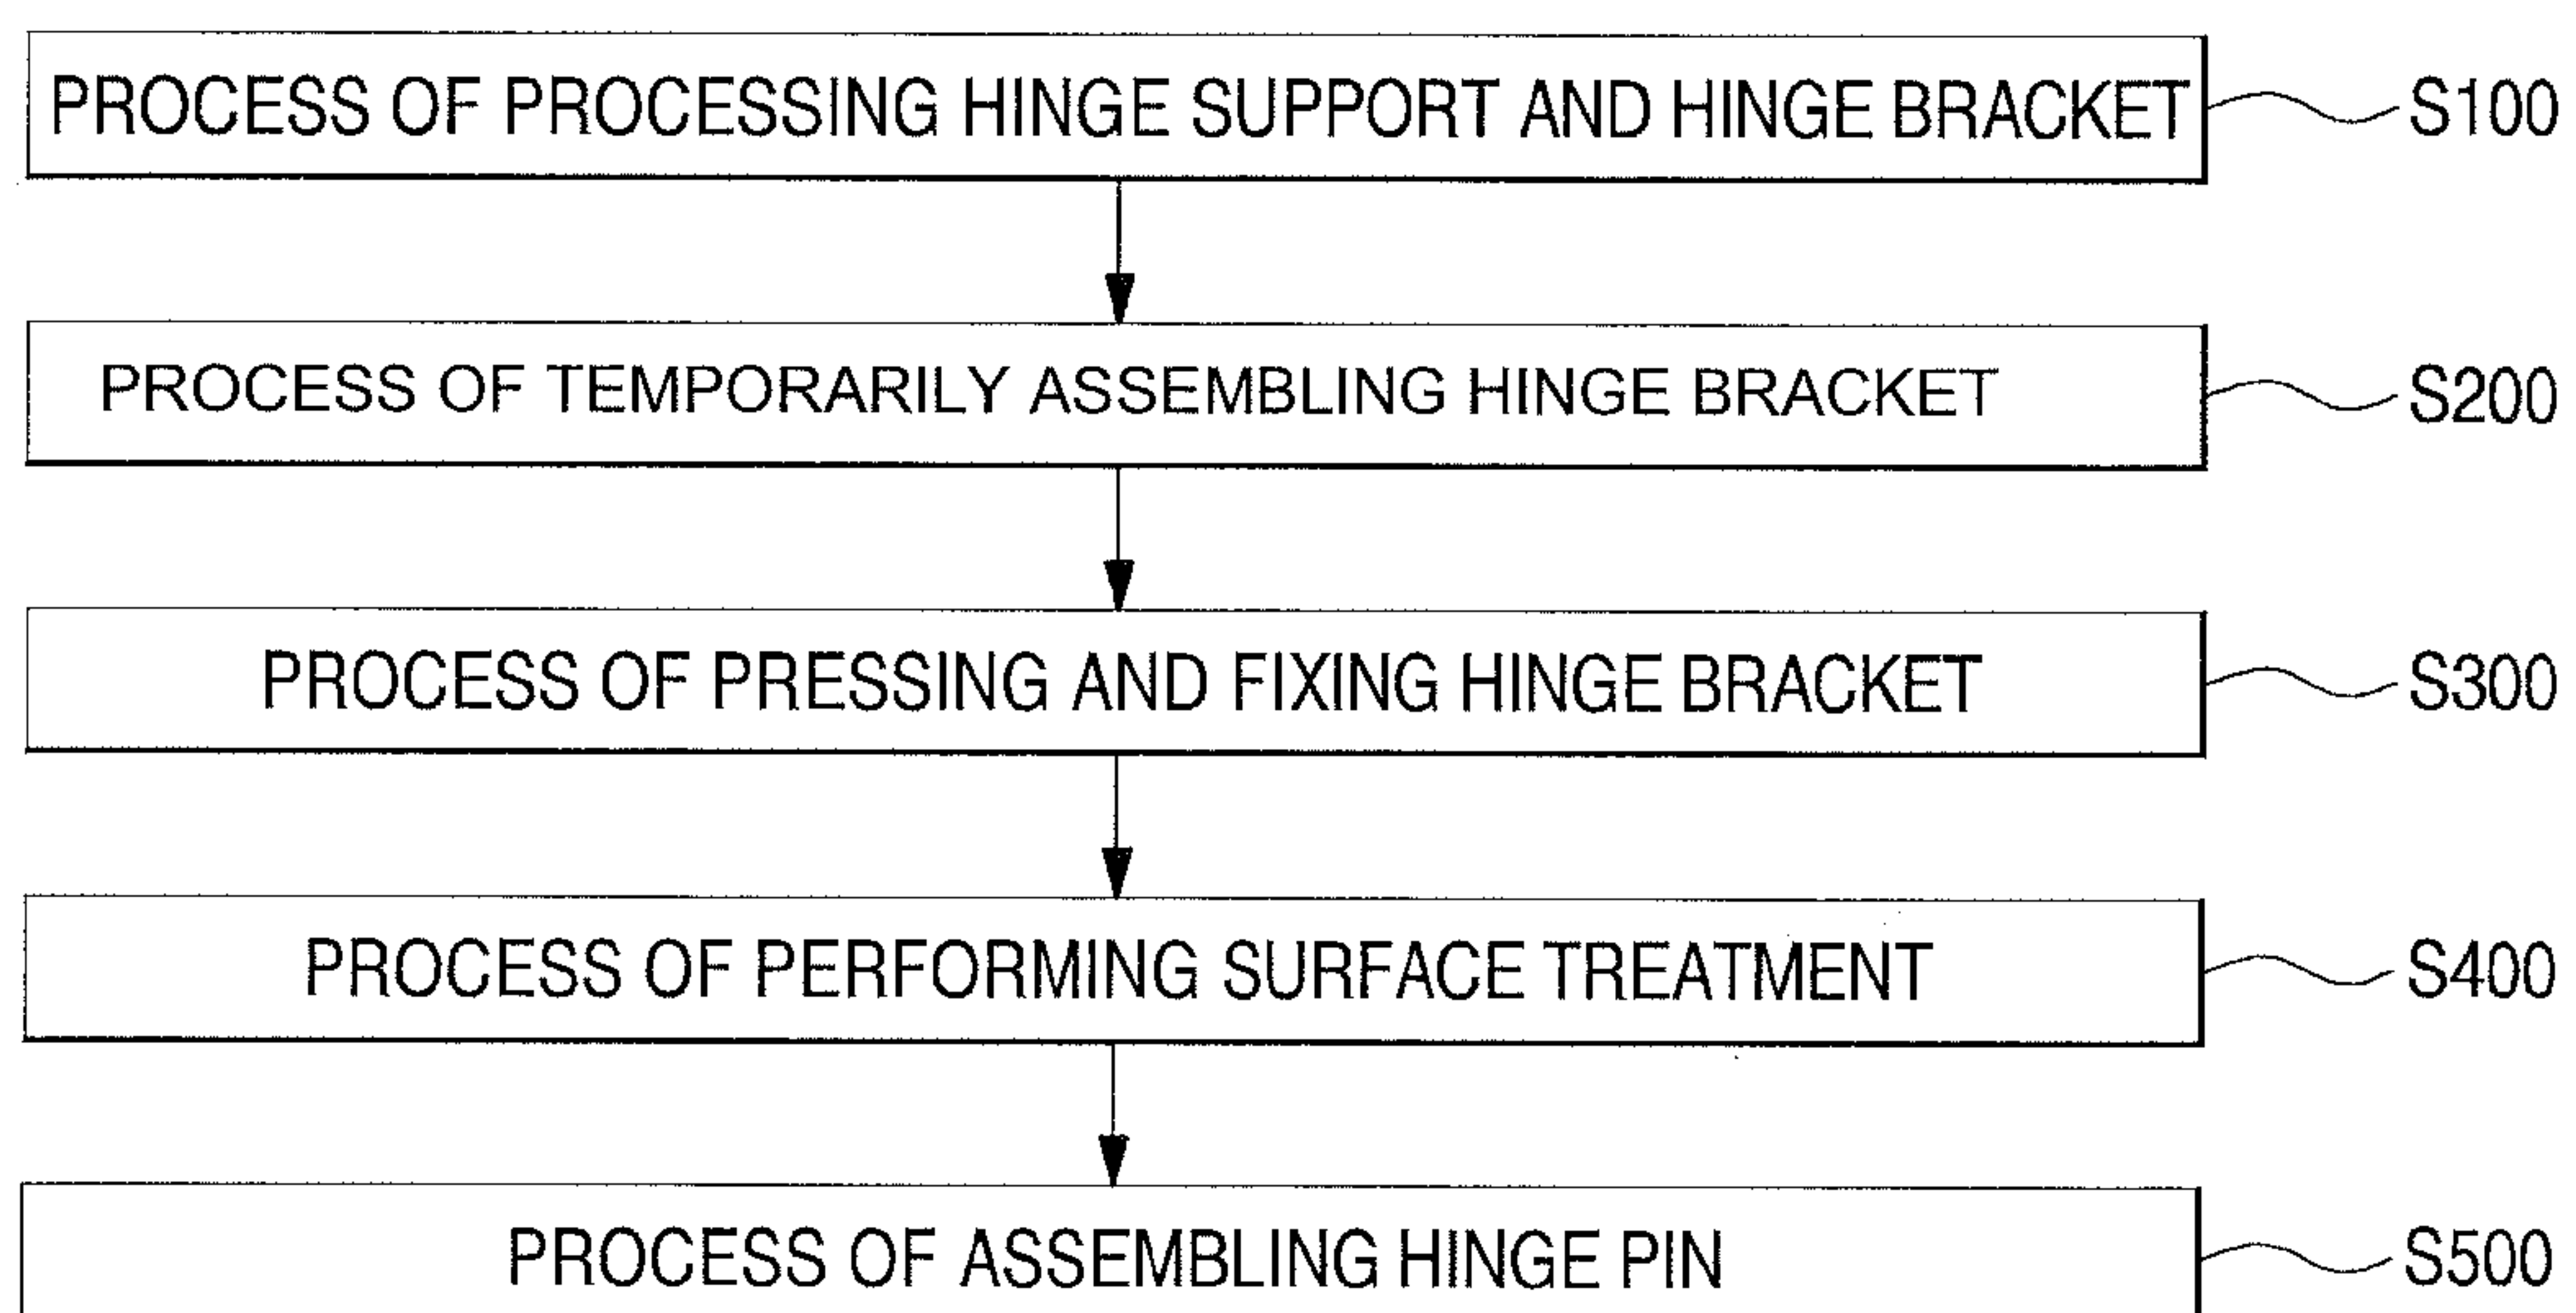 PROCESS OF PROCESSING HINGE SUPPORT AND HINGE BRACKET S100
PROCESS OF TEMPORARILY ASSEMBLING HINGE BRACKET S200
PROCESS OF PRESSING AND FIXING HINGE BRACKET S300
PROCESS OF PERFORMING SURFACE TREATMENT S400
PROCESS OF ASSEMBLING HINGE PIN S500